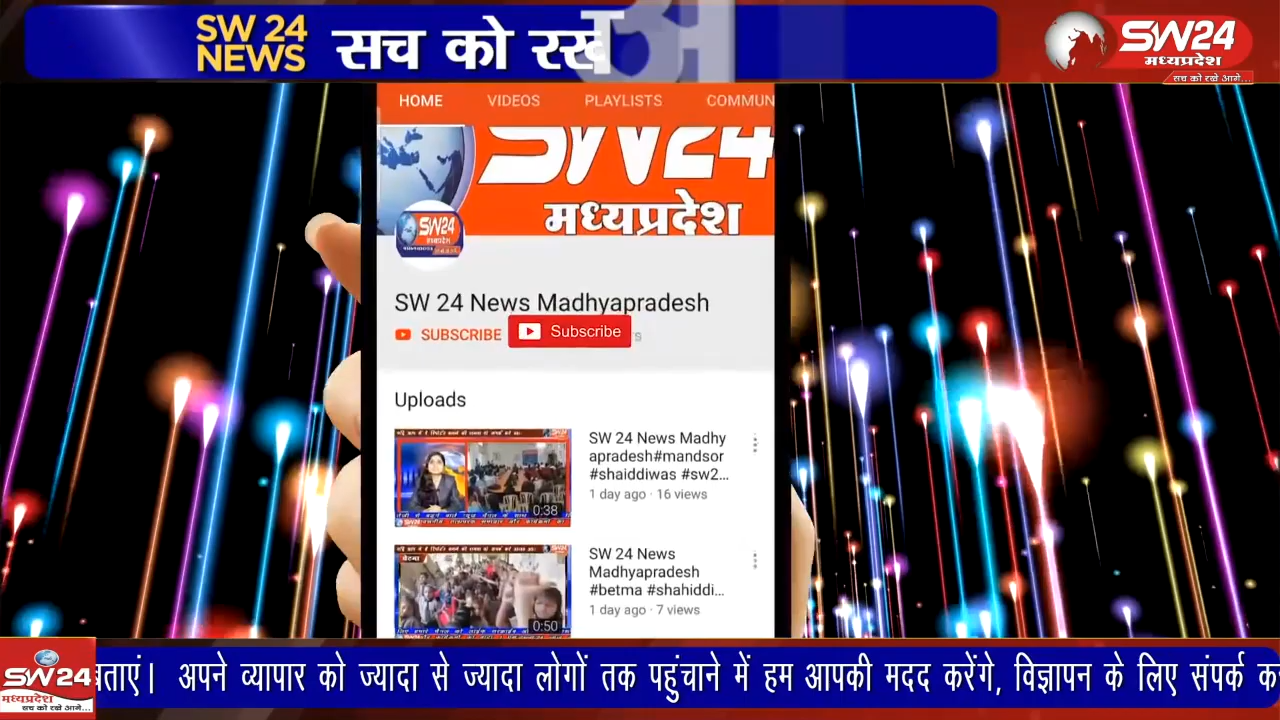 SW 24
NEWS
सच को रखे
SW24
मध्यप्रदेश
सच को रखे आगे...
HOME VIDEOS PLAYLISTS COMMUN
SW24
मध्यप्रदेश
SW24
SW 24 News Madhyapradesh
SUBSCRIBE
Subscribe
Uploads
SW 24 News Madhy
apradesh#mandsor
#shaiddiwas #sw2...
1 day ago · 16 views
0:38
SW 24 News
Madhyapradesh
#betma #shahiddi...
1 day ago · 7 views
बेटमा
0:50
SW24
मध्यप्रदेश
सच को रखे आगे...
बताएं। अपने व्यापार को ज्यादा से ज्यादा लोगों तक पहुंचाने में हम आपकी मदद करेंगे, विज्ञापन के लिए संपर्क क